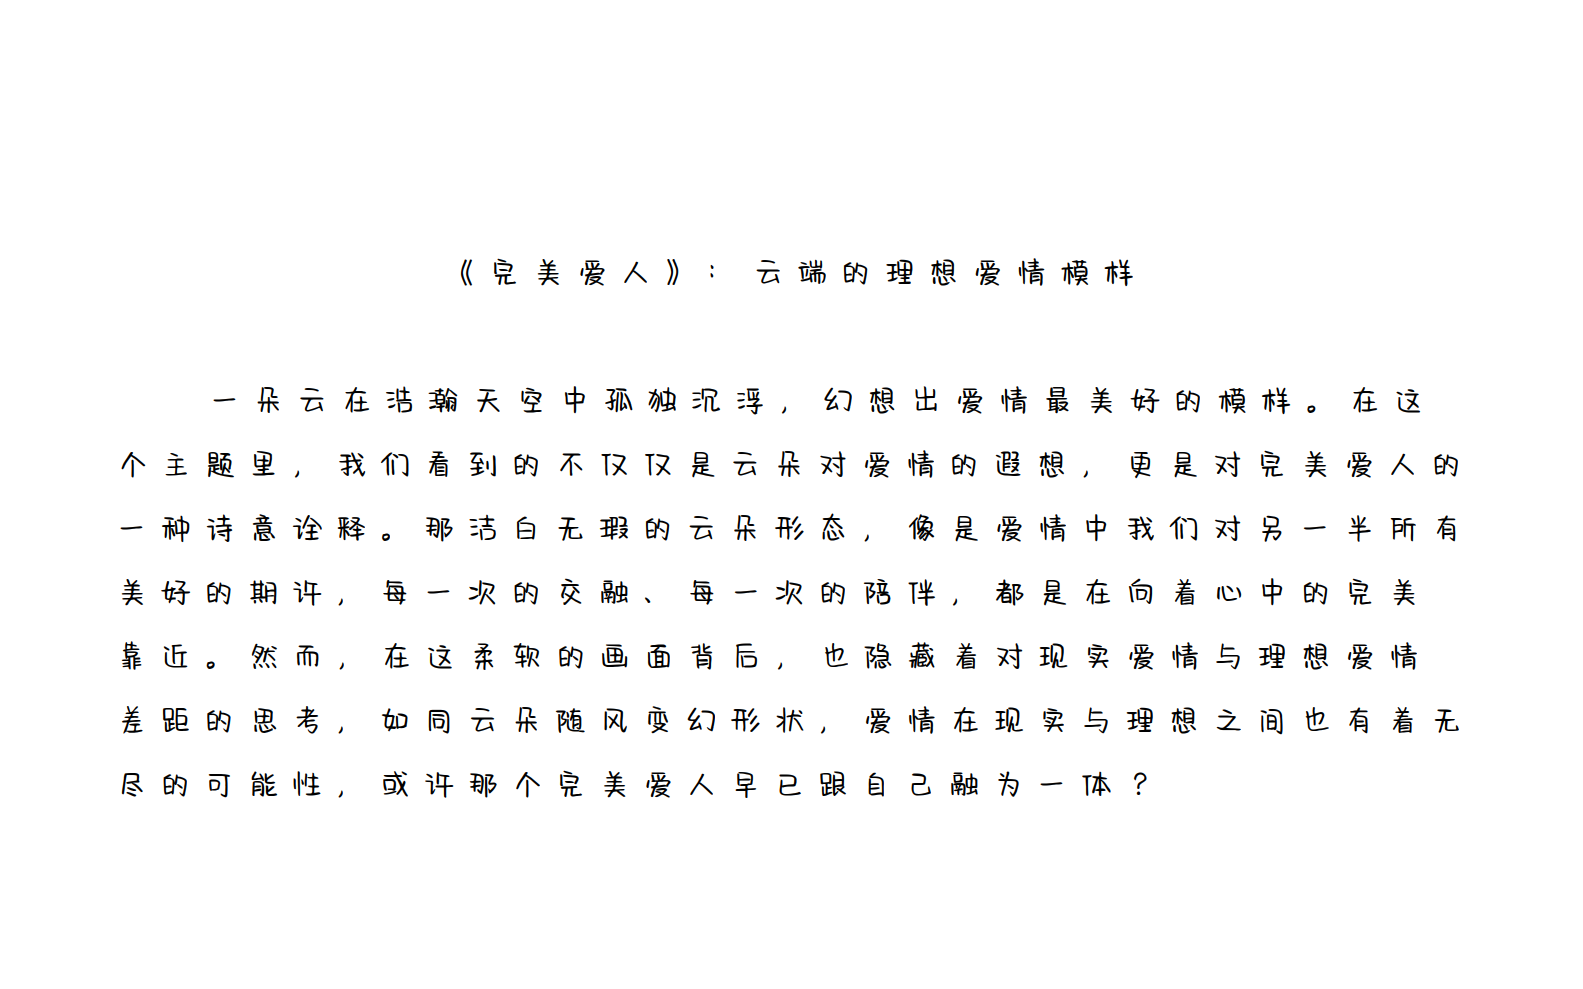 《完美爱人》：云端的理想爱情模样
一朵云在浩瀚天空中孤独沉浮，幻想出爱情最美好的模样。在这
个主题里，我们看到的不仅仅是云朵对爱情的遐想，更是对完美爱人的
一种诗意诠释。那洁白无瑕的云朵形态，像是爱情中我们对另一半所有
美好的期许，每一次的交融、每一次的陪伴，都是在向着心中的完美
靠近。然而，在这柔软的画面背后，也隐藏着对现实爱情与理想爱情
差距的思考，如同云朵随风变幻形状，爱情在现实与理想之间也有着无
尽的可能性，或许那个完美爱人早已跟自己融为一体？